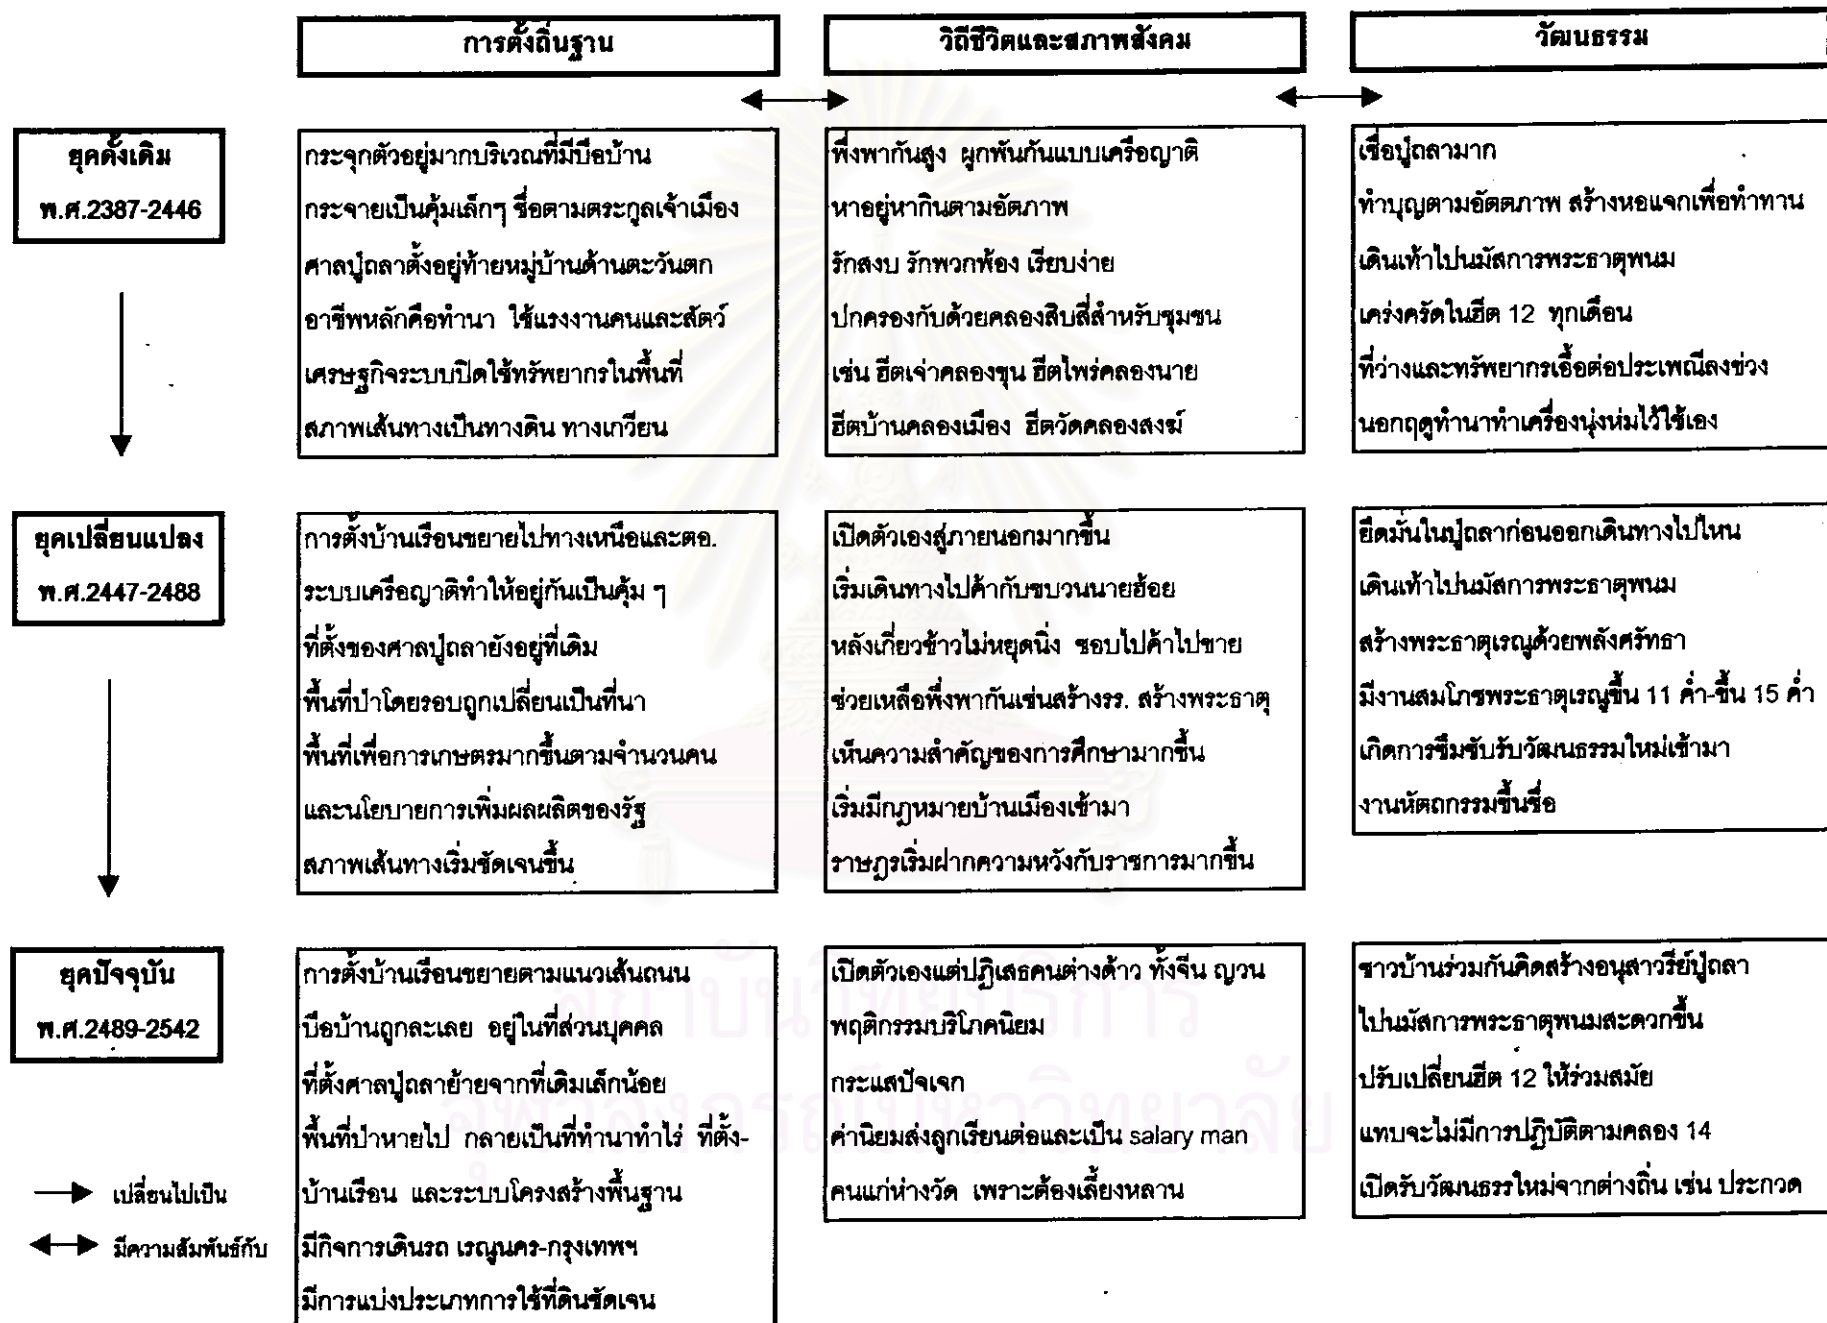 การตั้งถิ่นฐาน
วิถีชีวิตและสภาพสังคม
วัฒนธรรม
ยุคดั้งเดิม
พ.ศ.2387-2446
กระจุกตัวอยู่มากบริเวณที่มีบือบ้าน
กระจายเป็นคุ้มเล็กๆ ชื่อตามตระกูลเจ้าเมือง
ศาลปู่ถลาตั้งอยู่ท้ายหมู่บ้านด้านตะวันตก
อาชีพหลักคือทำนา ใช้แรงงานคนและสัตว์
เศรษฐกิจระบบปิดใช้ทรัพยากรในพื้นที่
สภาพเส้นทางเป็นทางดิน ทางเกวียน
พึ่งพากันสูง ผูกพันกันแบบเครือญาติ
หาอยู่หากินตามอัตภาพ
รักสงบ รักพวกพ้อง เรียบง่าย
ปกครองกับด้วยคลองสิบสี่สำหรับชุมชน
เช่น ฮีตเจ่าคลองขุน ฮีตไพร่คลองนาย
ฮีตบ้านคลองเมือง ฮีตวัดคลองสงฆ์
เชื่อปู่ถลามาก
ทำบุญตามอัตตภาพ สร้างหอแจกเพื่อทำทาน
เดินเท้าไปนมัสการพระธาตุพนม
เคร่งครัดในฮีต 12 ทุกเดือน
ที่ว่างและทรัพยากรเอื้อต่อประเพณีลงข่วง
นอกฤดูทำนาทำเครื่องนุ่งห่มไว้ใช้เอง
ยุคเปลี่ยนแปลง
พ.ศ.2447-2488
การตั้งบ้านเรือนขยายไปทางเหนือและตอ.
ระบบเครือญาติทำให้อยู่กันเป็นคุ้ม ๆ
ที่ตั้งของศาลปู่ถลายังอยู่ที่เดิม
พื้นที่ป่าโดยรอบถูกเปลี่ยนเป็นที่นา
พื้นที่เพื่อการเกษตรมากขึ้นตามจำนวนคน
และนโยบายการเพิ่มผลผลิตของรัฐ
สภาพเส้นทางเริ่มชัดเจนขึ้น
เปิดตัวเองสู่ภายนอกมากขึ้น
เริ่มเดินทางไปค้ากับขบวนนายฮ้อย
หลังเกี่ยวข้าวไม่หยุดนิ่ง ชอบไปค้าไปขาย
ช่วยเหลือพึ่งพากันเช่นสร้างรร. สร้างพระธาตุ
เห็นความสำคัญของการศึกษามากขึ้น
เริ่มมีกฎหมายบ้านเมืองเข้ามา
ราษฎรเริ่มฝากความหวังกับราชการมากขึ้น
ยึดมั่นในปู่ถลาก่อนออกเดินทางไปไหน
เดินเท้าไปนมัสการพระธาตุพนม
สร้างพระธาตุเรณูด้วยพลังศรัทธา
มีงานสมโภชพระธาตุเรณูขึ้น 11 ค่ำ-ขึ้น 15 ค่ำ
เกิดการซึมซับรับวัฒนธรรมใหม่เข้ามา
งานหัตถกรรมขึ้นชื่อ
ยุคปัจจุบัน
พ.ศ.2489-2542
การตั้งบ้านเรือนขยายตามแนวเส้นถนน
บือบ้านถูกละเลย อยู่ในที่ส่วนบุคคล
ที่ตั้งศาลปู่ถลาย้ายจากที่เดิมเล็กน้อย
พื้นที่ป่าหายไป กลายเป็นที่ทำนาทำไร่ ที่ตั้ง-
บ้านเรือน และระบบโครงสร้างพื้นฐาน
มีกิจการเดินรถ เรณูนคร-กรุงเทพฯ
มีการแบ่งประเภทการใช้ที่ดินชัดเจน
เปิดตัวเองแต่ปฏิเสธคนต่างด้าว ทั้งจีน ญวน
พฤติกรรมบริโภคนิยม
กระแสปัจเจก
ค่านิยมส่งลูกเรียนต่อและเป็น salary man
คนแก่ห่างวัด เพราะต้องเลี้ยงหลาน
ชาวบ้านร่วมกันคิดสร้างอนุสาวรีย์ปู่ถลา
ไปนมัสการพระธาตุพนมสะดวกขึ้น
ปรับเปลี่ยนฮีต 12 ให้ร่วมสมัย
แทบจะไม่มีการปฏิบัติตามคลอง 14
เปิดรับวัฒนธรรใหม่จากต่างถิ่น เช่น ประกวด
เปลี่ยนไปเป็น
มีความสัมพันธ์กับ
สถาบันวิทยบริการ
จุฬาลงกรณ์มหาวิทยาลัย